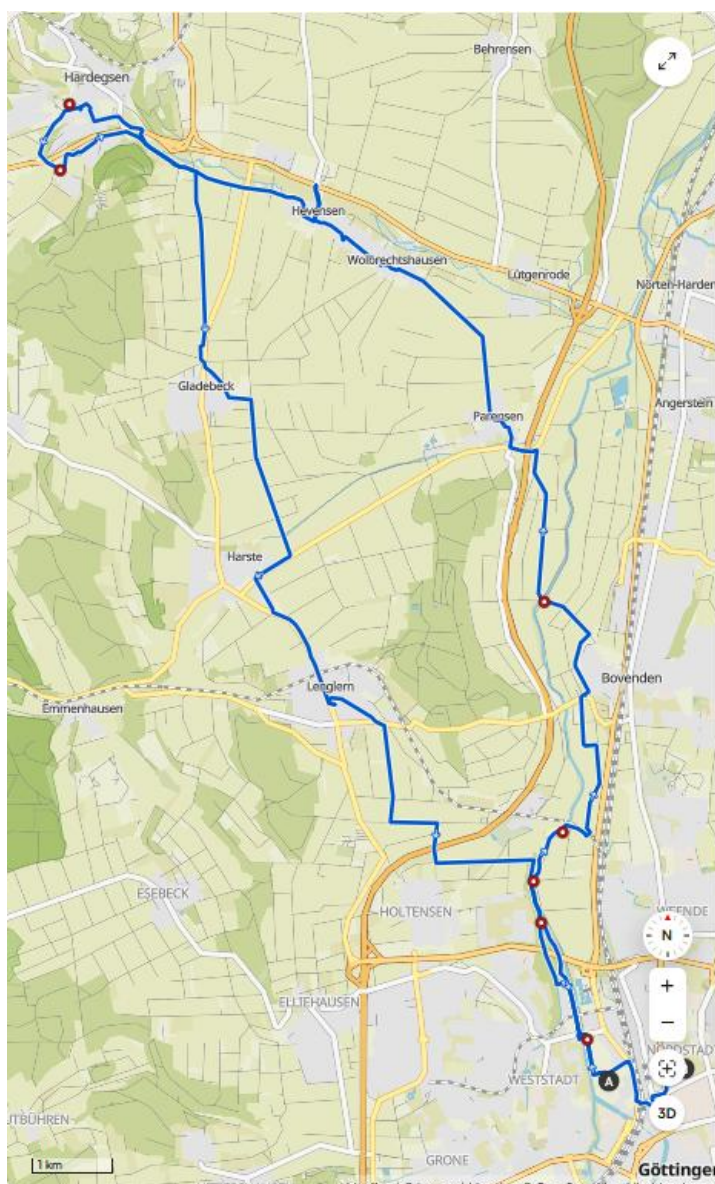 Behrensen
Hardegsen
Hevensen
Wolbrechtshausen
Lütgenrode
Nörten-Harden
Gladebeck
Angerstein
Parensen
Harste
Lenglern
Bovenden
Emmenhausen
ESEBECK
HOLTENSEN
WEENDE
N
ELLIEHAUSEN
+
−
NORDSTADT
WESTSTADT
A
3D
UTBÜHREN
1 km
GRONE
Göttingen